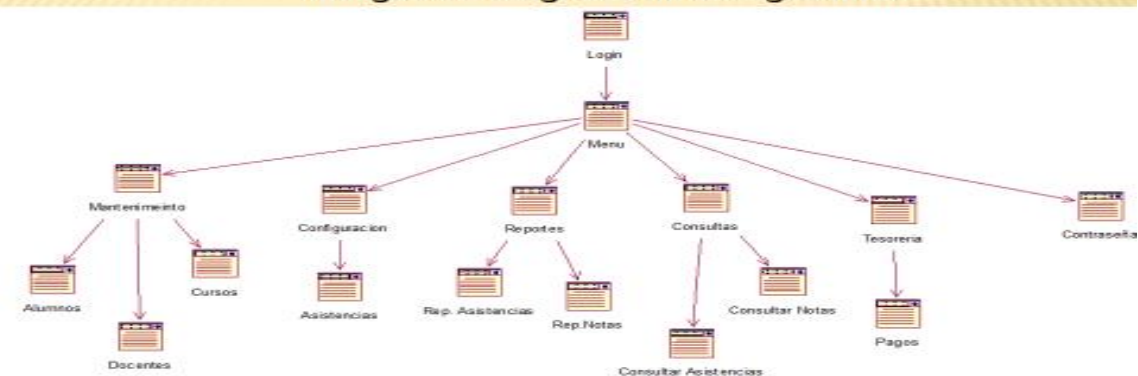 Login
Menu
Mantenimeinto
Configuracion
Reportes
Consultas
Tesoreria
Contraseña
Alumnos
Docentes
Cursos
Asistencias
Rep. Asistencias
Rep.Notas
Consultar Asistencias
Consultar Notas
Pagos